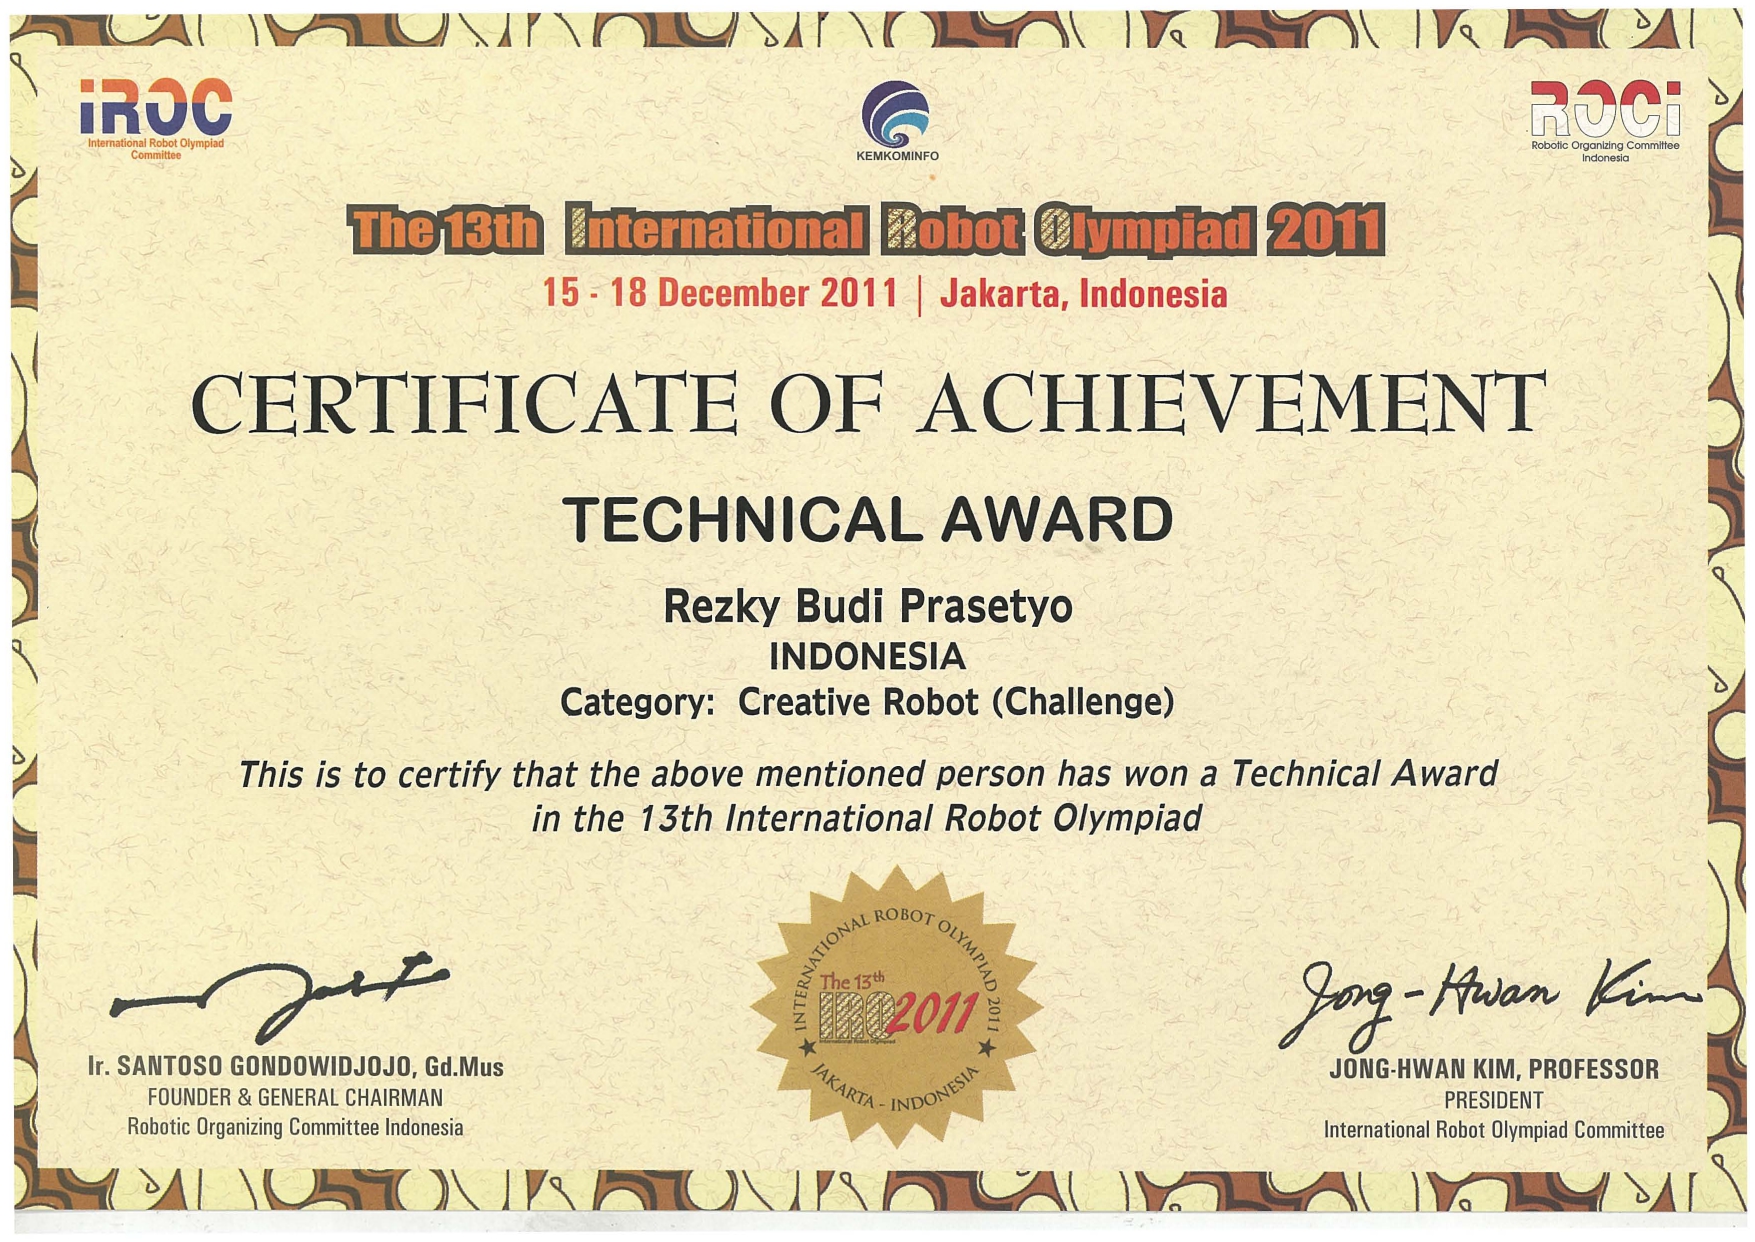 iROC
International Robot Olympiad
Committee
KEMKOMINFO
ROCi
Robotic Organizing Committee
Indonesia
The 13th International Robot Olympiad 2011
15 - 18 December 2011 | Jakarta, Indonesia
CERTIFICATE OF ACHIEVEMENT
TECHNICAL AWARD
Rezky Budi Prasetyo
INDONESIA
Category: Creative Robot (Challenge)
This is to certify that the above mentioned person has won a Technical Award
in the 13th International Robot Olympiad
INTERNATIONAL ROBOT OLYMPIAD 2011
The 13th
IRO 2011
International Robot Olympiad
JAKARTA - INDONESIA
Ir. SANTOSO GONDOWIDJOJO, Gd.Mus
FOUNDER & GENERAL CHAIRMAN
Robotic Organizing Committee Indonesia
Jong-Hwan Kim
JONG-HWAN KIM, PROFESSOR
PRESIDENT
International Robot Olympiad Committee